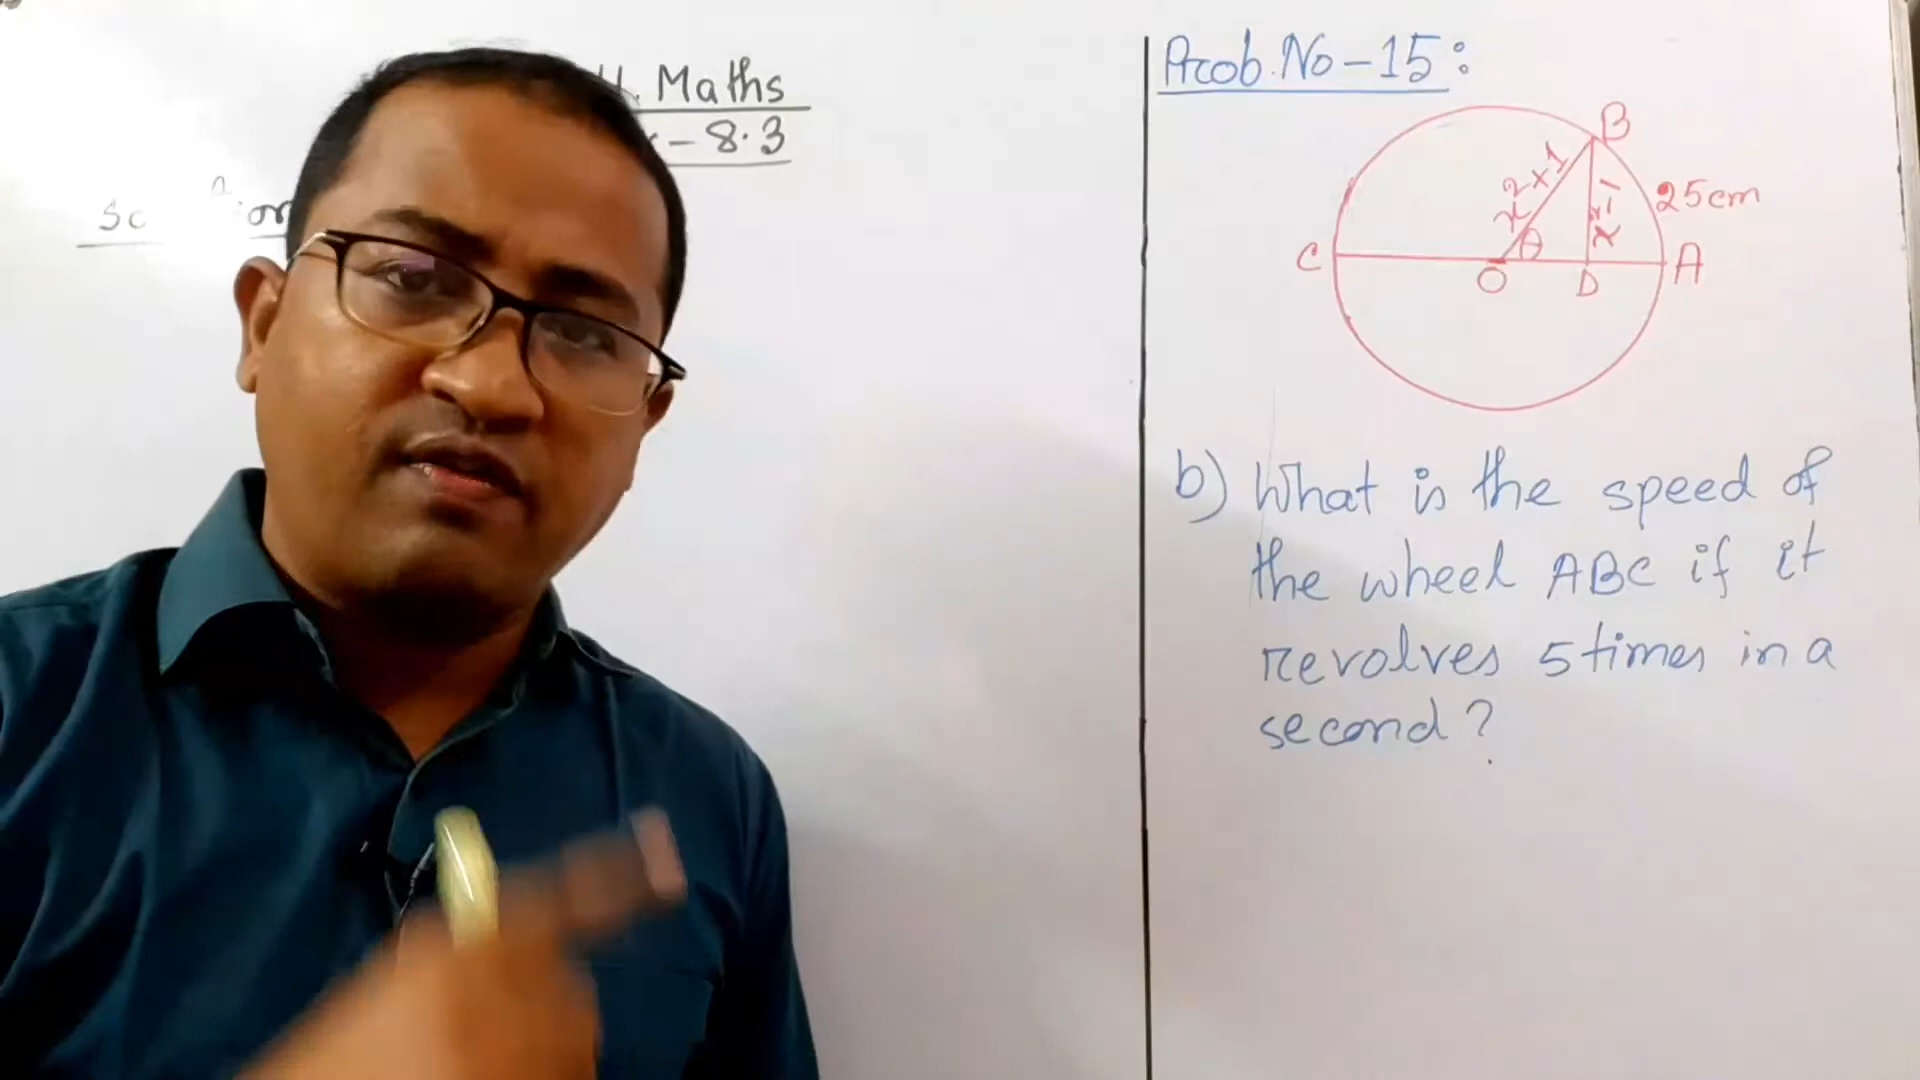 H. Maths
- 8.3
Prob. No-15:
B
x²+1
x²-1
25cm
θ
C
O
D
A
b) What is the speed of
the wheel ABC if it
revolves 5 times in a
second?